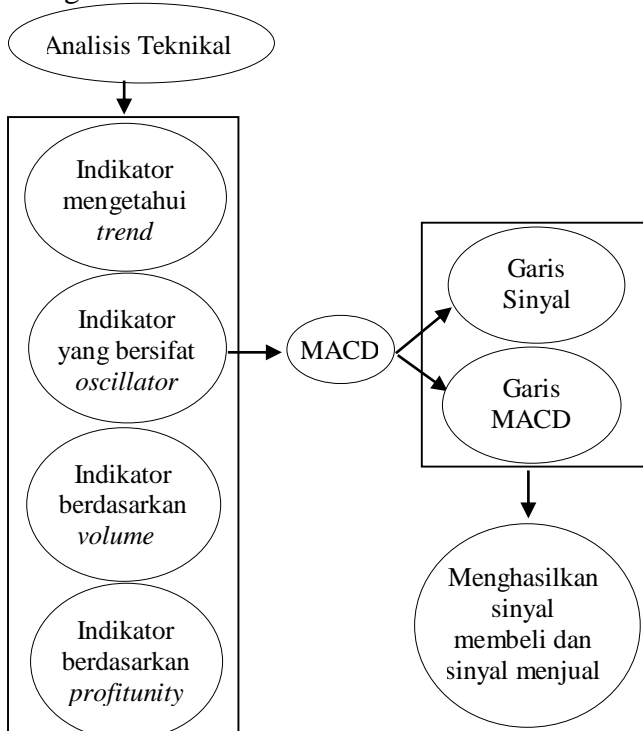 Analisis Teknikal
Indikator
mengetahui
trend
Indikator
yang bersifat
oscillator
Indikator
berdasarkan
volume
Indikator
berdasarkan
profitunity
MACD
Garis
Sinyal
Garis
MACD
Menghasilkan
sinyal
membeli dan
sinyal menjual